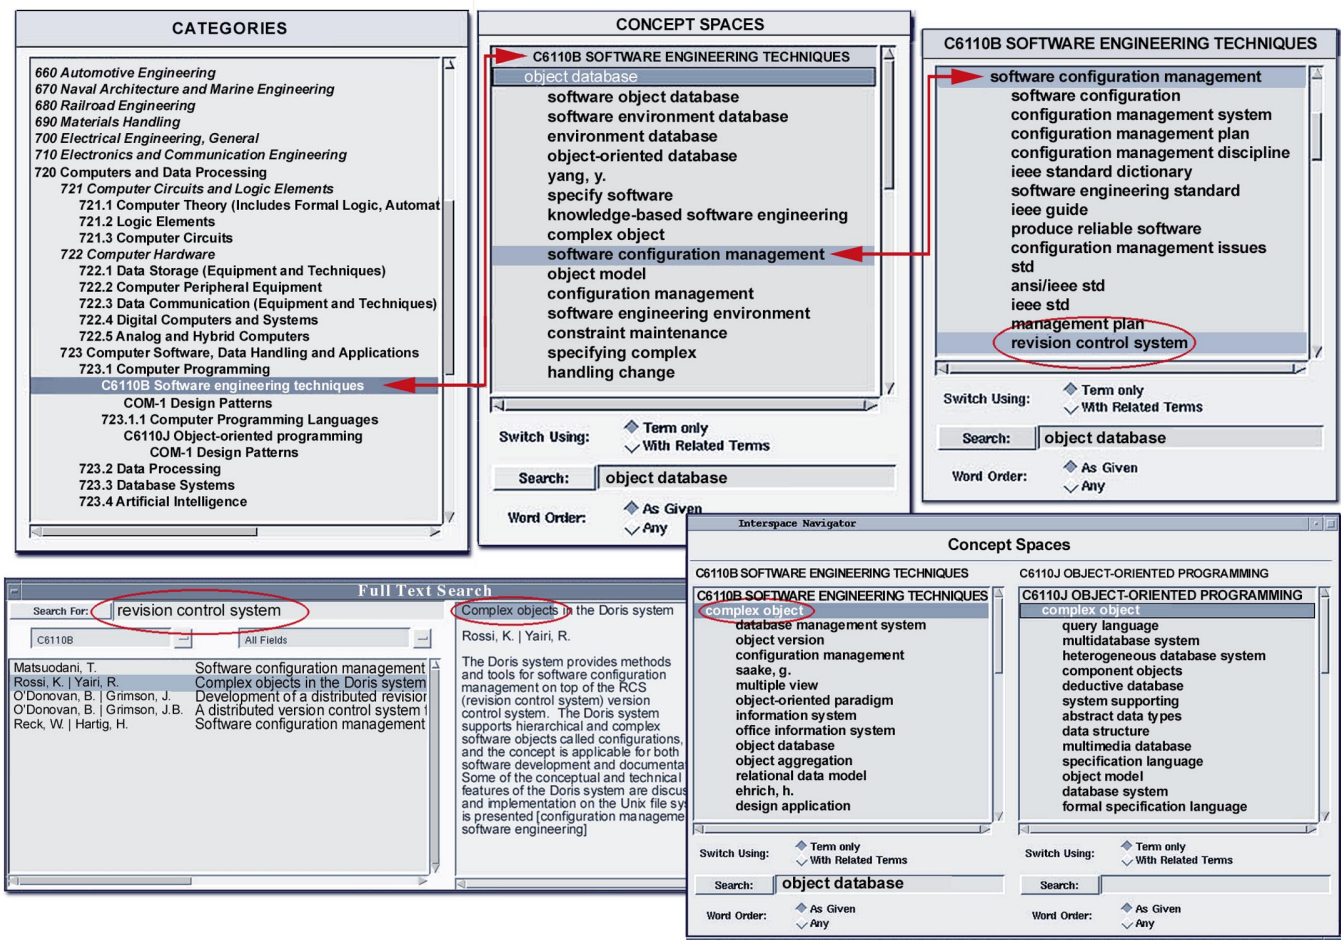 CATEGORIES
660 Automotive Engineering
670 Naval Architecture and Marine Engineering
680 Railroad Engineering
690 Materials Handling
700 Electrical Engineering, General
710 Electronics and Communication Engineering
720 Computers and Data Processing
721 Computer Circuits and Logic Elements
721.1 Computer Theory (Includes Formal Logic, Automat
721.2 Logic Elements
721.3 Computer Circuits
722 Computer Hardware
722.1 Data Storage (Equipment and Techniques)
722.2 Computer Peripheral Equipment
722.3 Data Communication (Equipment and Techniques)
722.4 Digital Computers and Systems
722.5 Analog and Hybrid Computers
723 Computer Software, Data Handling and Applications
723.1 Computer Programming
C6110B Software engineering techniques
COM-1 Design Patterns
723.1.1 Computer Programming Languages
C6110J Object-oriented programming
COM-1 Design Patterns
723.2 Data Processing
723.3 Database Systems
723.4 Artificial Intelligence
CONCEPT SPACES
C6110B SOFTWARE ENGINEERING TECHNIQUES
object database
software object database
software environment database
environment database
object-oriented database
yang, y.
specify software
knowledge-based software engineering
complex object
software configuration management
object model
configuration management
software engineering environment
constraint maintenance
specifying complex
handling change
Switch Using:
Term only
With Related Terms
Search:
object database
Word Order:
As Given
Any
C6110B SOFTWARE ENGINEERING TECHNIQUES
software configuration management
software configuration
configuration management system
configuration management plan
configuration management discipline
ieee standard dictionary
software engineering standard
ieee guide
produce reliable software
configuration management issues
std
ansi/ieee std
ieee std
management plan
revision control system
Switch Using:
Term only
With Related Terms
Search:
object database
Word Order:
As Given
Any
Full Text Search
Search For:
revision control system
C6110B
All Fields
Matsuodani, T. Software configuration management
Rossi, K. | Yairi, R. Complex objects in the Doris system
O'Donovan, B. | Grimson, J. Development of a distributed revision
O'Donovan, B. | Grimson, J.B. A distributed version control system f
Reck, W. | Hartig, H. Software configuration management
Complex objects in the Doris system
Rossi, K. | Yairi, R.
The Doris system provides methods
and tools for software configuration
management on top of the RCS
(revision control system) version
control system. The Doris system
supports hierarchical and complex
software objects called configurations,
and the concept is applicable for both
software development and documenta
Some of the conceptual and technical
features of the Doris system are discus
and implementation on the Unix file sys
is presented [configuration manageme
software engineering]
Interspace Navigator
Concept Spaces
C6110B SOFTWARE ENGINEERING TECHNIQUES
C6110B SOFTWARE ENGINEERING TECHNIQUES
complex object
database management system
object version
configuration management
saake, g.
multiple view
object-oriented paradigm
information system
office information system
object database
object aggregation
relational data model
ehrich, h.
design application
Switch Using:
Term only
With Related Terms
Search:
object database
Word Order:
As Given
Any
C6110J OBJECT-ORIENTED PROGRAMMING
C6110J OBJECT-ORIENTED PROGRAMMING
complex object
query language
multidatabase system
heterogeneous database system
component objects
deductive database
system supporting
abstract data types
data structure
multimedia database
specification language
object model
database system
formal specification language
Switch Using:
Term only
With Related Terms
Search:
Word Order:
As Given
Any